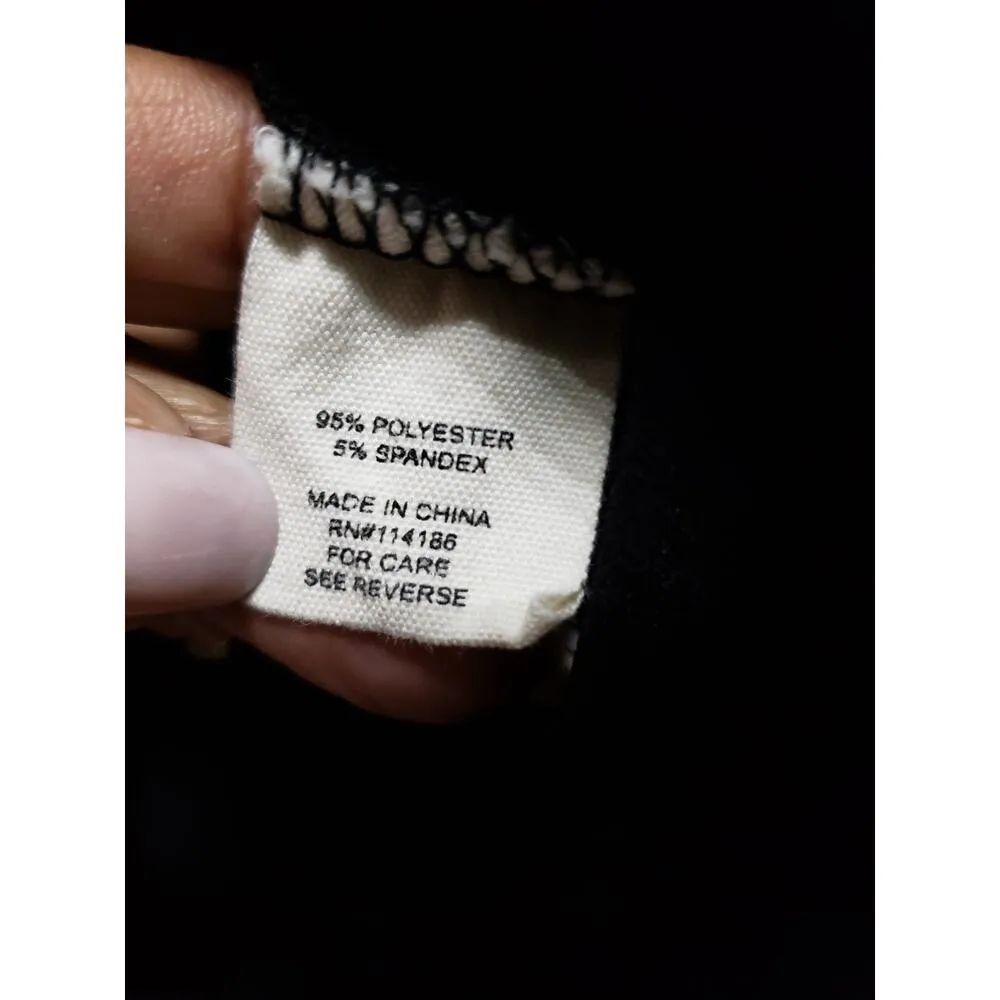 95% POLYESTER
5% SPANDEX
MADE IN CHINA
RN#114186
FOR CARE
SEE REVERSE